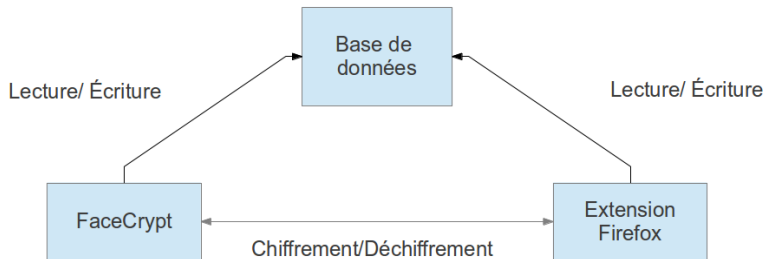 Base de
données
Lecture/ Écriture
Lecture/ Écriture
FaceCrypt
Extension
Firefox
Chiffrement/Déchiffrement